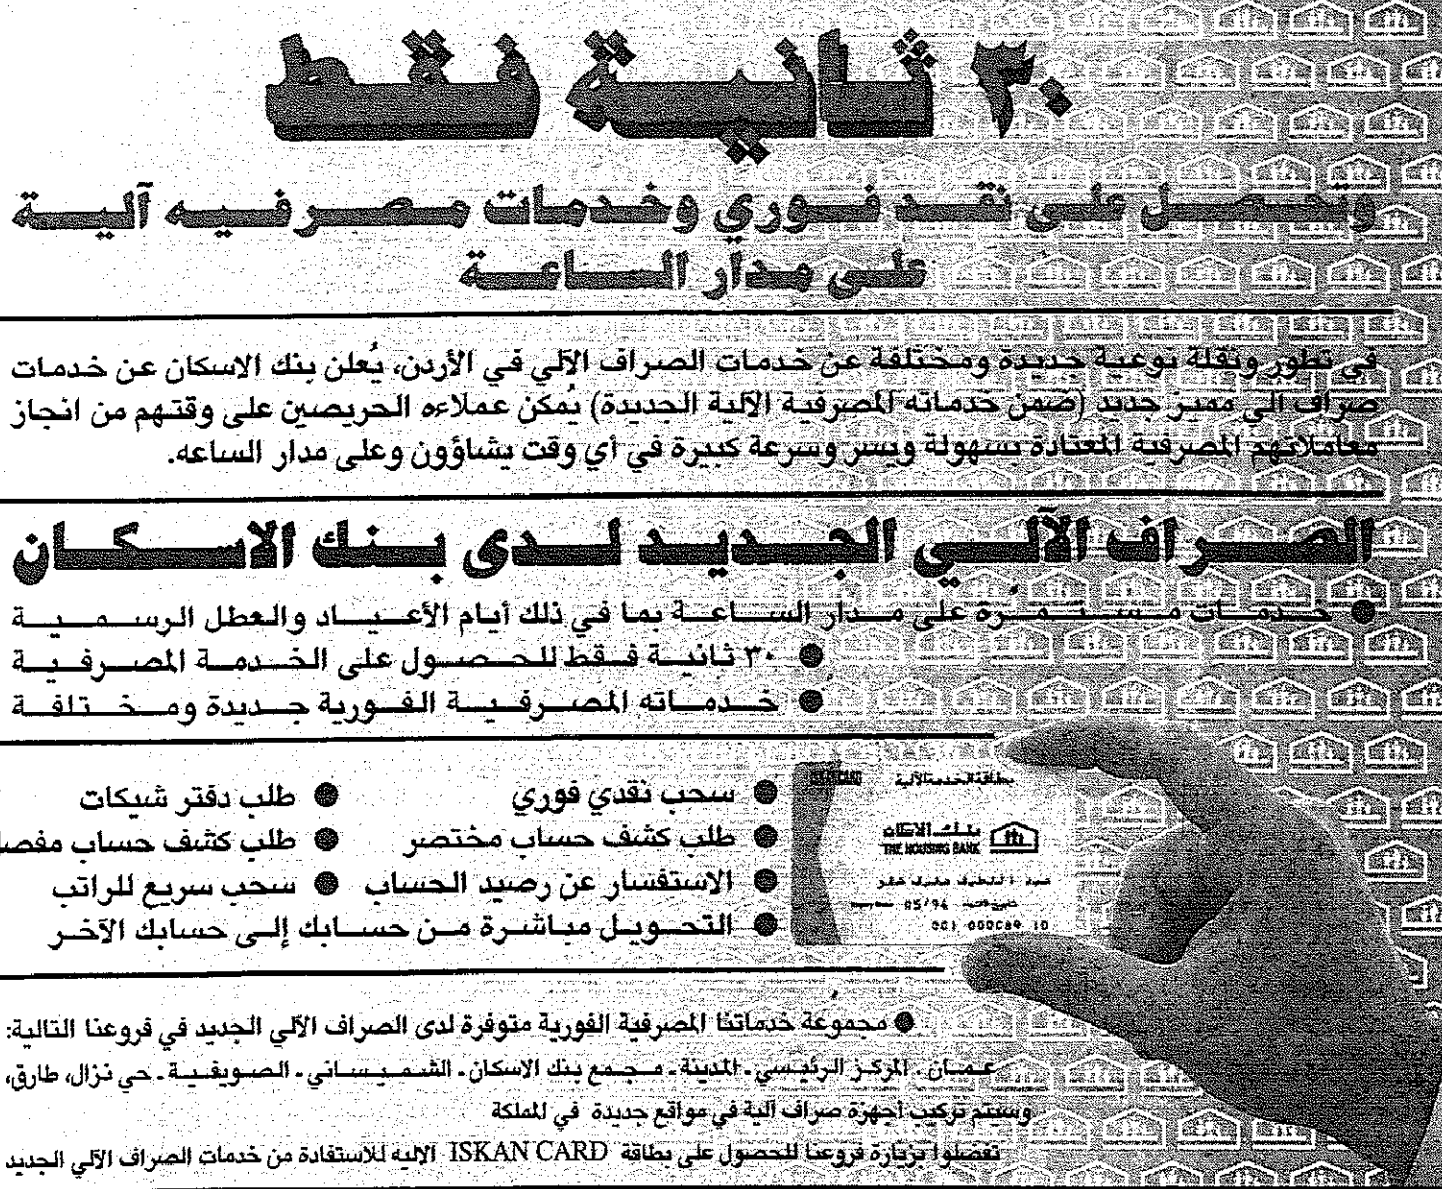 ٣٠ ثانية فقط
وتحصل على نقد فوري وخدمات مصرفيه آلية
على مدار الساعة
في تطور ونقلة نوعية جديدة ومختلفة عن خدمات الصراف الآلي في الأردن، يُعلن بنك الاسكان عن خدمات
صراف آلي مميز جديد (ضمن خدماته المصرفية الآلية الجديدة) يُمكن عملاءه الحريصين على وقتهم من انجاز
معاملاتهم المصرفية المعتادة بسهولة ويسر وسرعة كبيرة في أي وقت يشاؤون وعلى مدار الساعه.
الصراف الآلي الجديد لدى بنك الاسكان
● خدمات مستمرة على مدار الساعة بما في ذلك أيام الأعياد والعطل الرسمية
● ٣٠ ثانية فقط للحصول على الخدمة المصرفية
● خدماته المصرفية الفورية جديدة ومختلفة
● سحب نقدي فوري ● طلب دفتر شيكات
● طلب كشف حساب مختصر ● طلب كشف حساب مفصل
● الاستفسار عن رصيد الحساب ● سحب سريع للراتب
● التحويل مباشرة من حسابك إلى حسابك الآخر
بطاقة الخدمة الآلية
بنك الاسكان
THE HOUSING BANK
05/94
● مجموعة خدماتنا المصرفية الفورية متوفرة لدى الصراف الآلي الجديد في فروعنا التالية:
عمان - المركز الرئيسي - المدينة - مجمع بنك الاسكان - الشميساني - الصويفية - حي نزال، طارق،
وسيتم تركيب أجهزة صراف آلية في مواقع جديدة في المملكة
تفضلوا بزيارة فروعنا للحصول على بطاقة ISKAN CARD الآليه للاستفادة من خدمات الصراف الآلي الجديد